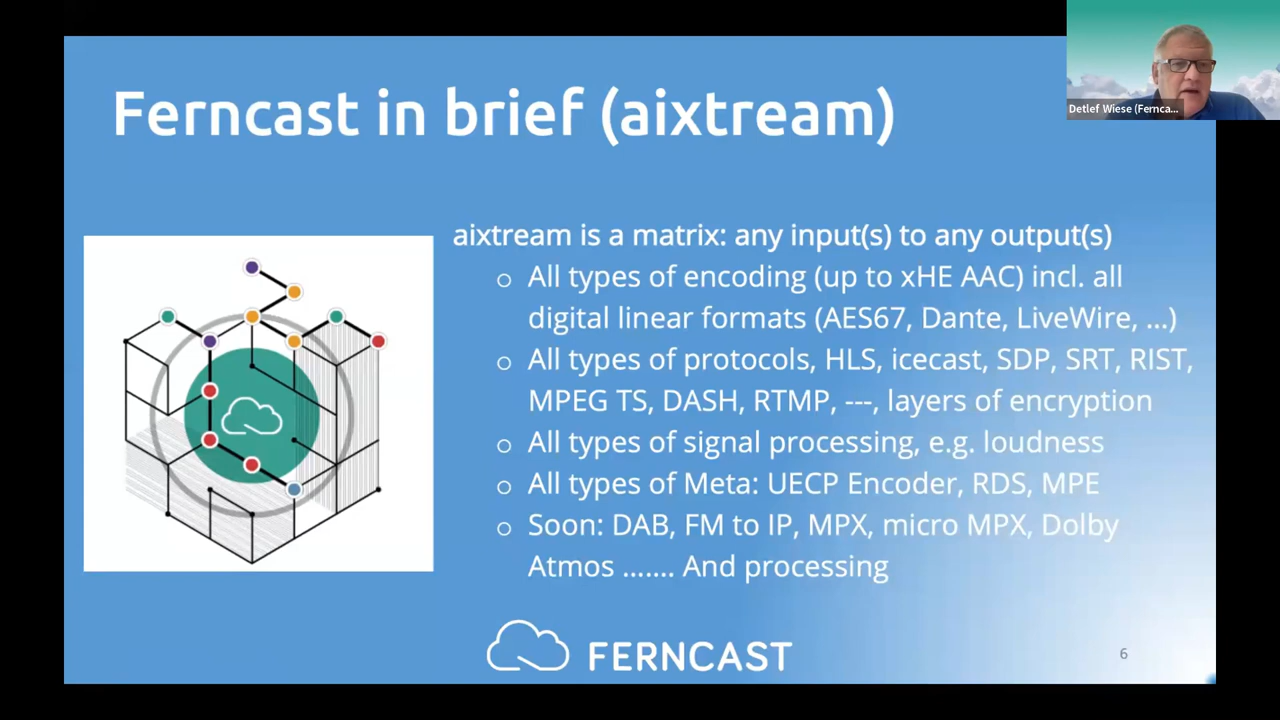 Ferncast in brief (aixtream)
Detlef Wiese (Fernca...
aixtream is a matrix: any input(s) to any output(s)
o All types of encoding (up to xHE AAC) incl. all
digital linear formats (AES67, Dante, LiveWire, ...)
o All types of protocols, HLS, icecast, SDP, SRT, RIST,
MPEG TS, DASH, RTMP, ---, layers of encryption
o All types of signal processing, e.g. loudness
o All types of Meta: UECP Encoder, RDS, MPE
o Soon: DAB, FM to IP, MPX, micro MPX, Dolby
Atmos ....... And processing
FERNCAST
6